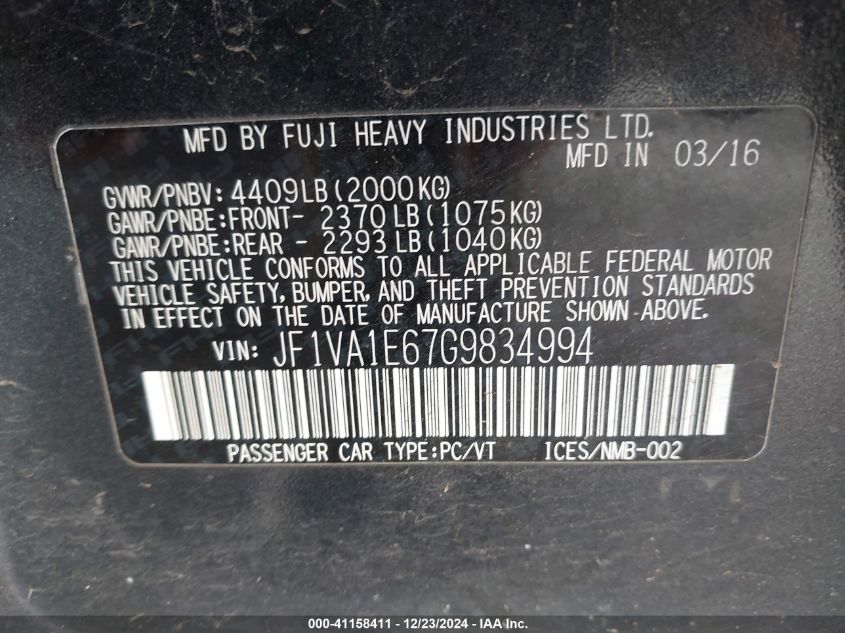 MFD BY FUJI HEAVY INDUSTRIES LTD.
MFD IN 03/16
GVWR/PNBV: 4409LB(2000KG)
GAWR/PNBE:FRONT- 2370LB(1075KG)
GAWR/PNBE:REAR - 2293LB(1040KG)
THIS VEHICLE CONFORMS TO ALL APPLICABLE FEDERAL MOTOR
VEHICLE SAFETY, BUMPER, AND THEFT PREVENTION STANDARDS
IN EFFECT ON THE DATE OF MANUFACTURE SHOWN ABOVE.
VIN: JF1VA1E67G9834994
PASSENGER CAR TYPE:PC/VT ICES/NMB-002
000-41158411 - 12/23/2024 - IAA, Inc.